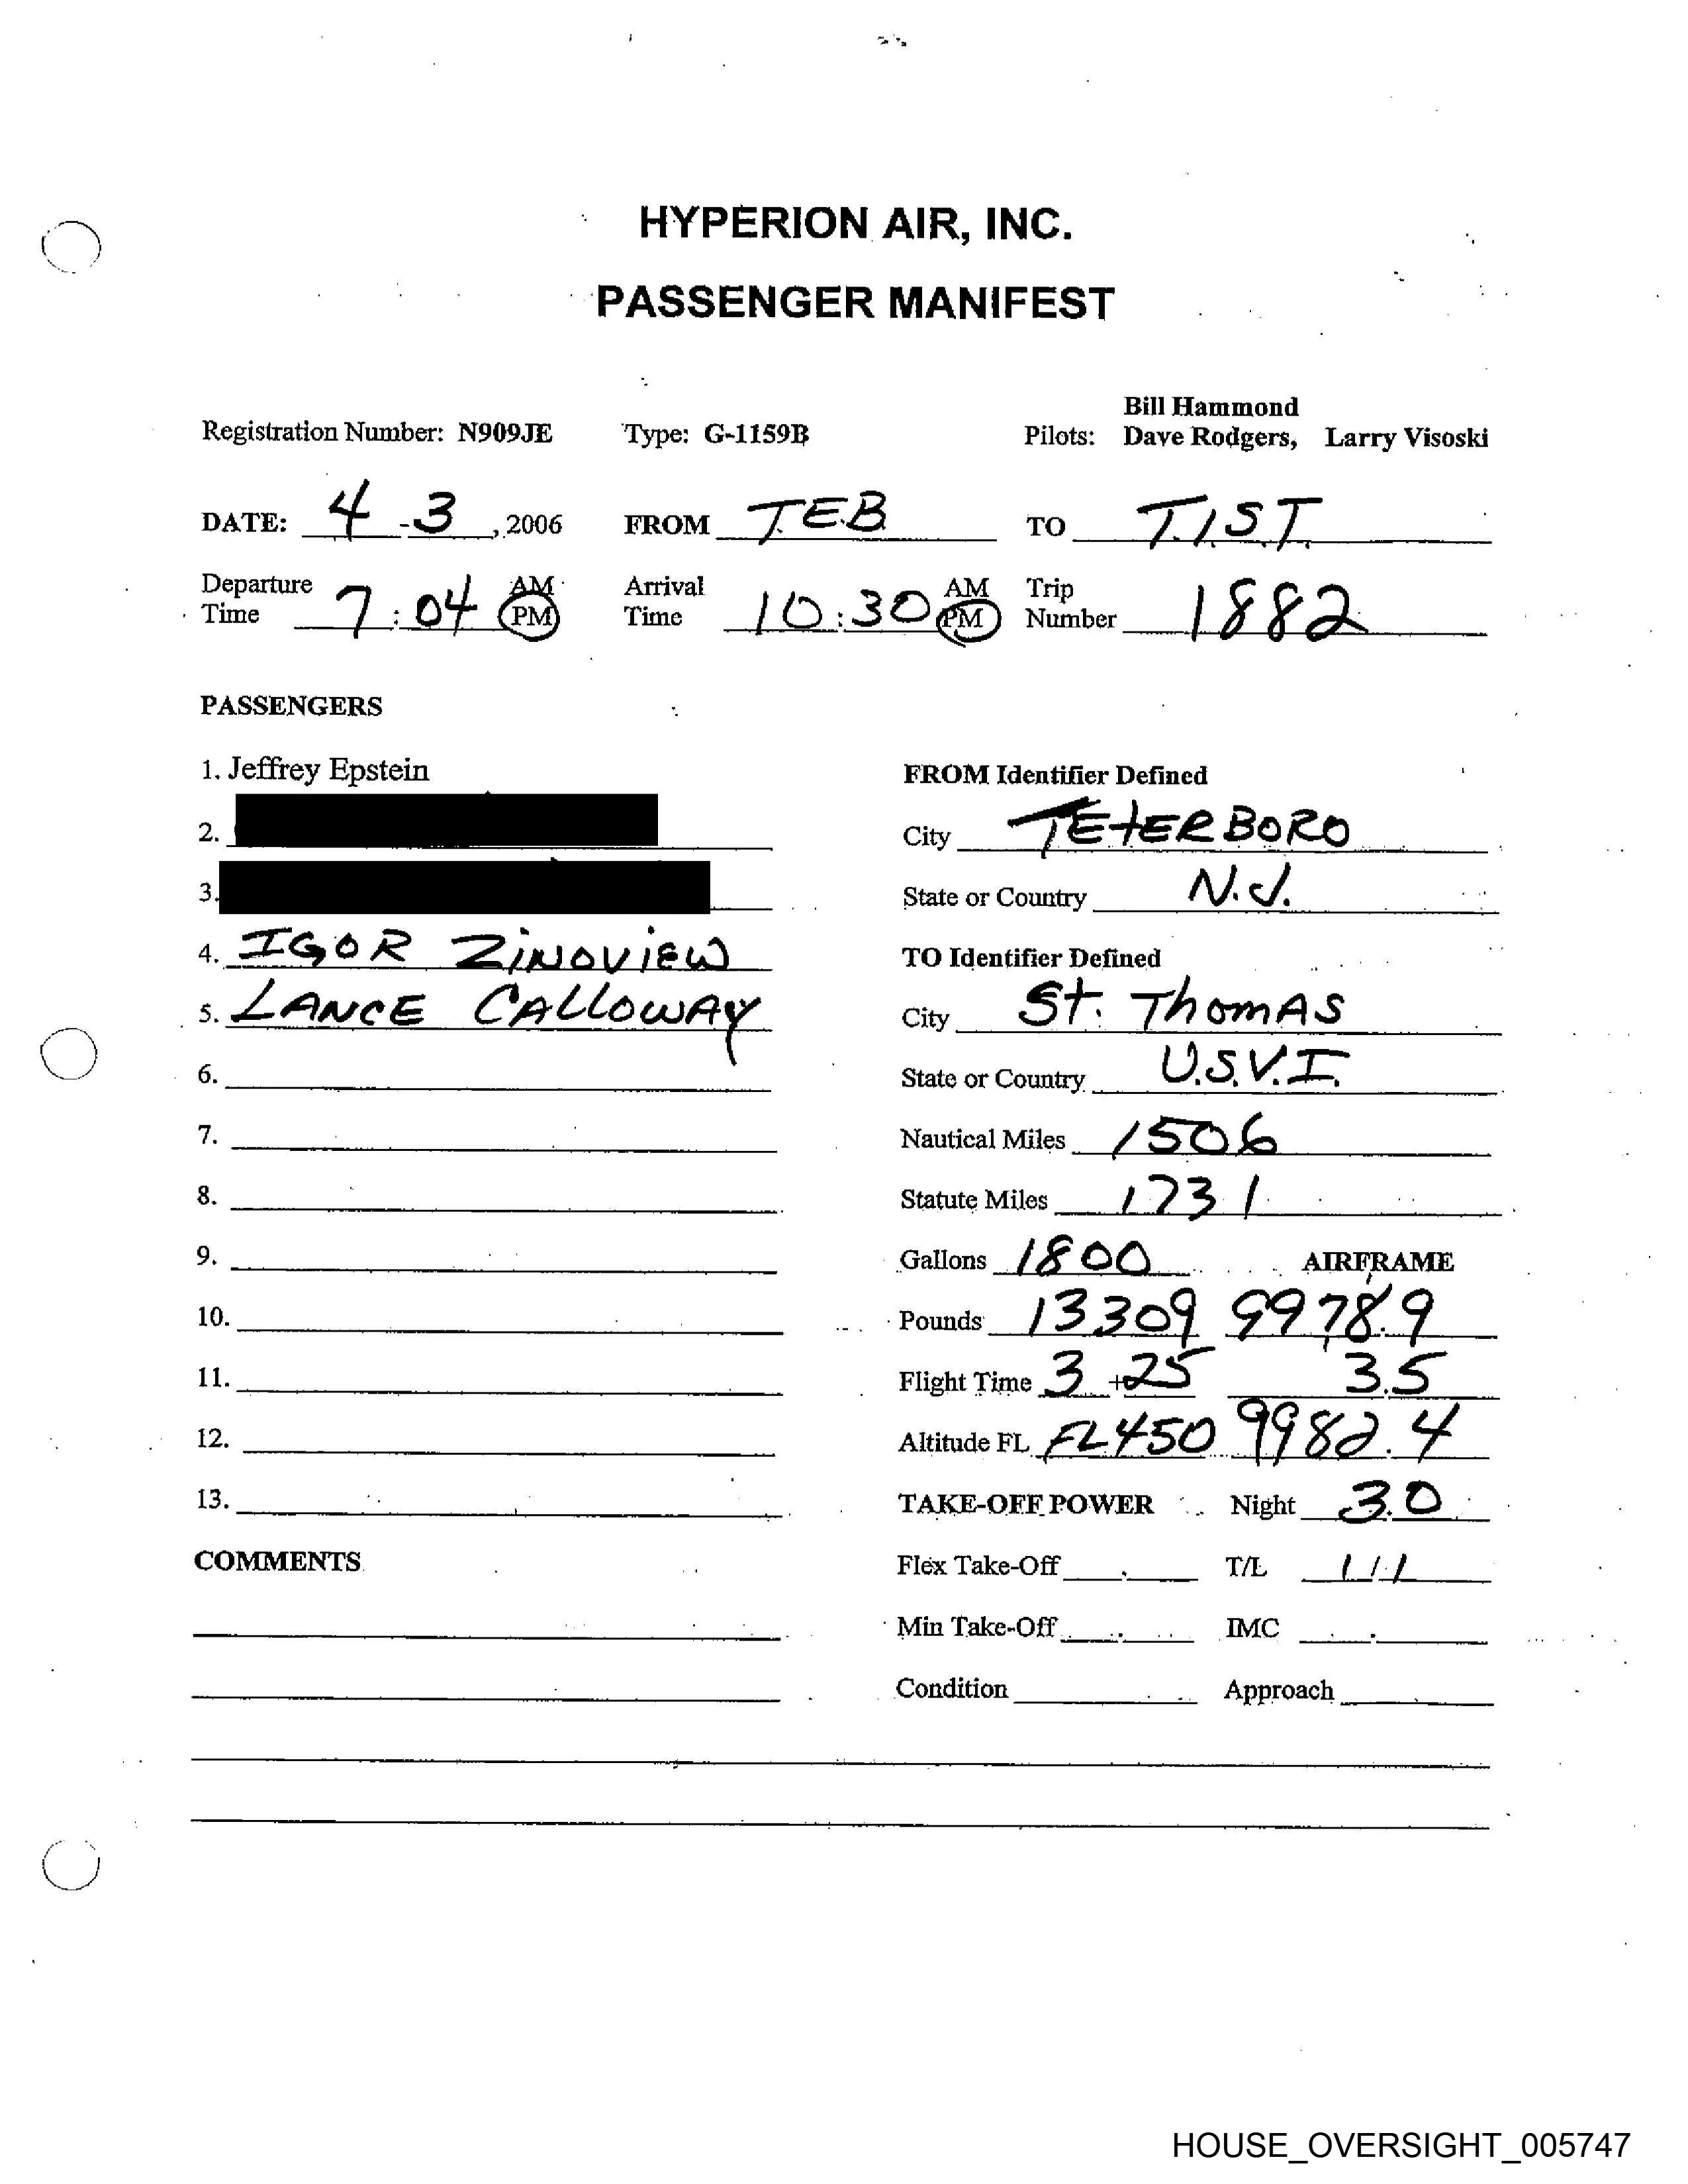 HYPERION AIR, INC.
PASSENGER MANIFEST
Bill Hammond
Registration Number: N909JE Type: G-1159B Pilots: Dave Rodgers, Larry Visoski
DATE: 4-3, 2006 FROM TEB TO T.I.S.T.
Departure Time 7:04 AM PM Arrival Time 10:30 AM PM Trip Number 1882
PASSENGERS
1. Jeffrey Epstein
2.
3.
4. IGOR ZINOVIEW
5. LANCE CALLOWAY
6.
7.
8.
9.
10.
11.
12.
13.
COMMENTS
FROM Identifier Defined
City TETERBORO
State or Country N.J.
TO Identifier Defined
City St. ThomAS
State or Country U.S.V.I.
Nautical Miles 1506
Statute Miles 1731
Gallons 1800 AIRFRAME
Pounds 13309 9978.9
Flight Time 3+25 3.5
Altitude FL FL450 9982.4
TAKE-OFF POWER Night 3.0
Flex Take-Off T/L 1/1
Min Take-Off IMC
Condition Approach
HOUSE_OVERSIGHT_005747